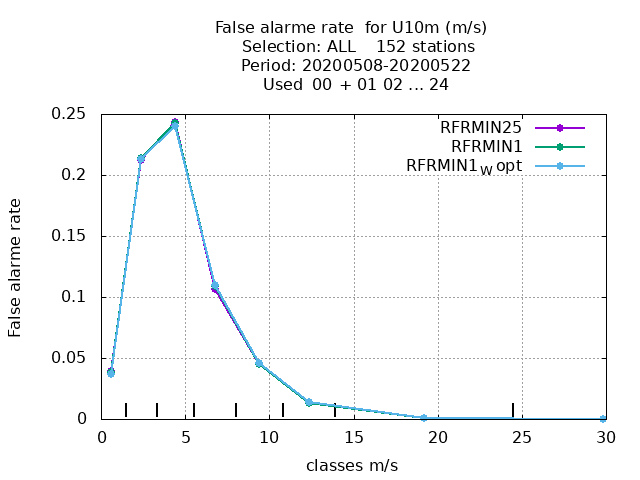 False alarme rate  for U10m (m/s)
Selection: ALL    152 stations
Period: 20200508-20200522
Used  00 + 01 02 ... 24
0.25
RFRMIN25
RFRMIN1
RFRMIN1W opt
0.2
0.15
0.1
0.05
0
False alarme rate
0 5 10 15 20 25 30
classes m/s